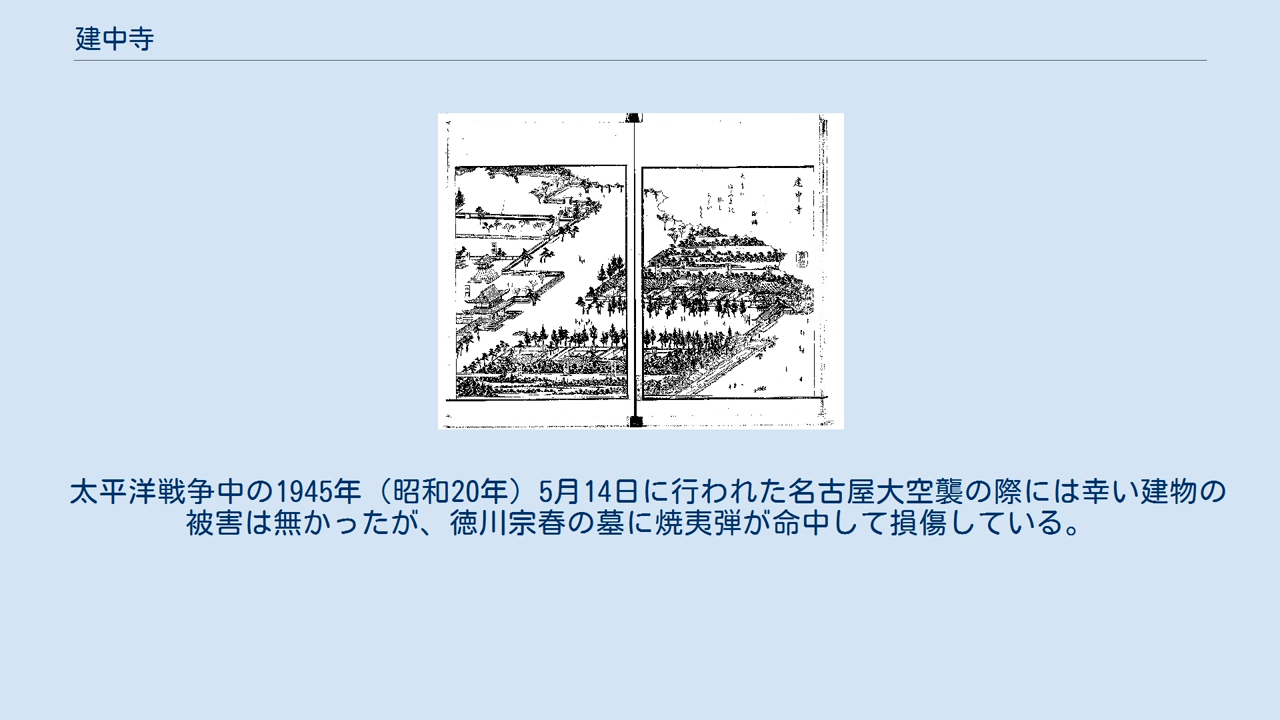 建中寺
建中寺
太平洋戦争中の1945年（昭和20年）5月14日に行われた名古屋大空襲の際には幸い建物の
被害は無かったが、徳川宗春の墓に焼夷弾が命中して損傷している。